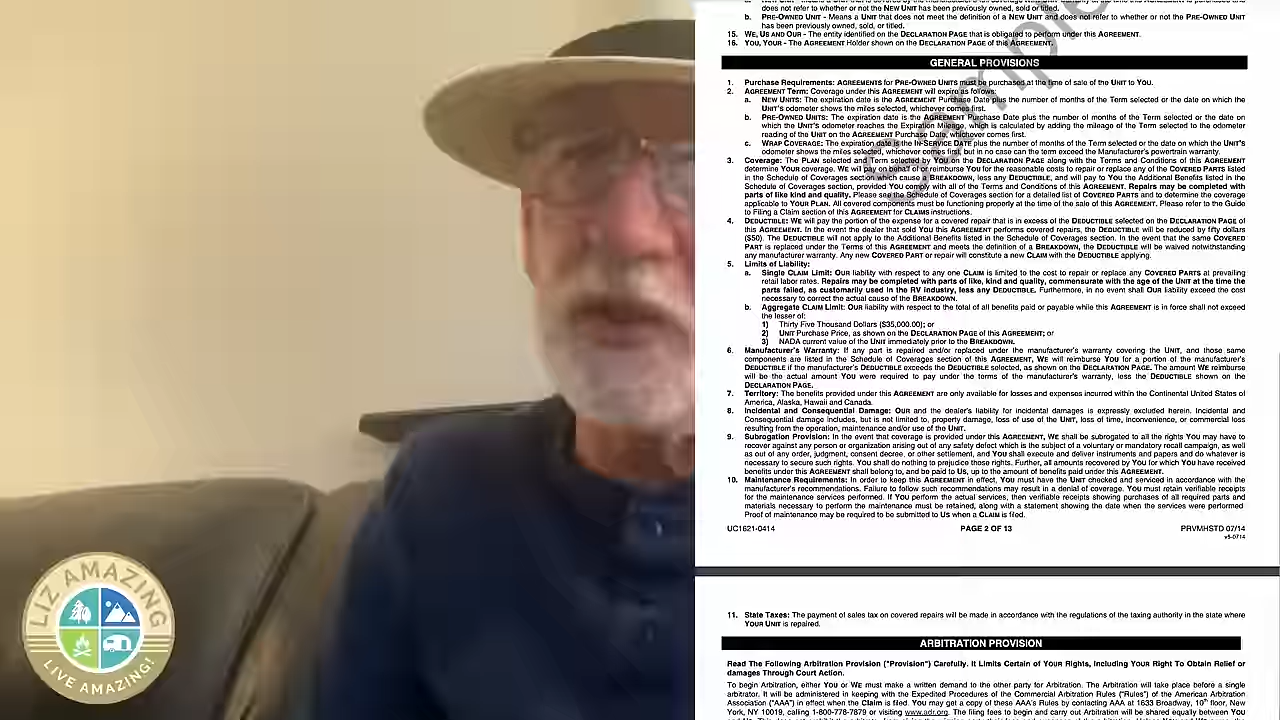 does not refer to whether or not the NEW UNIT has been previously owned, sold or titled.
b. PRE-OWNED UNIT - Means a UNIT that does not meet the definition of a NEW UNIT and does not refer to whether or not the PRE-OWNED UNIT
has been previously owned, sold, or titled.
15. WE, US AND OUR - The entity identified on the DECLARATION PAGE that is obligated to perform under this AGREEMENT.
16. YOU, YOUR - The AGREEMENT Holder shown on the DECLARATION PAGE of this AGREEMENT.
GENERAL PROVISIONS
1. Purchase Requirements: AGREEMENTS for PRE-OWNED UNITS must be purchased at the time of sale of the UNIT to YOU.
2. AGREEMENT Term: Coverage under this AGREEMENT will expire as follows:
a. NEW UNITS: The expiration date is the AGREEMENT Purchase Date plus the number of months of the Term selected or the date on which the
UNIT'S odometer shows the miles selected, whichever comes first.
b. PRE-OWNED UNITS: The expiration date is the AGREEMENT Purchase Date plus the number of months of the Term selected or the date on
which the UNIT'S odometer reaches the Expiration Mileage, which is calculated by adding the mileage of the Term selected to the odometer
reading of the UNIT on the AGREEMENT Purchase Date, whichever comes first.
c. WRAP COVERAGE: The expiration date is the IN-SERVICE DATE plus the number of months of the Term selected or the date on which the UNIT'S
odometer shows the miles selected, whichever comes first, but in no case can the term exceed the Manufacturer's powertrain warranty.
3. Coverage: The PLAN selected and Term selected by YOU on the DECLARATION PAGE along with the Terms and Conditions of this AGREEMENT
determine YOUR coverage. WE will pay on behalf of or reimburse YOU for the reasonable costs to repair or replace any of the COVERED PARTS listed
in the Schedule of Coverages section which cause a BREAKDOWN, less any DEDUCTIBLE, and will pay to YOU the Additional Benefits listed in the
Schedule of Coverages section, provided YOU comply with all of the Terms and Conditions of this AGREEMENT. Repairs may be completed with
parts of like kind and quality. Please see the Schedule of Coverages section for a detailed list of COVERED PARTS and to determine the coverage
applicable to YOUR PLAN. All covered components must be functioning properly at the time of sale of this AGREEMENT. Please refer to the Guide
to Filing a Claim section of this AGREEMENT for CLAIMS instructions.
4. DEDUCTIBLE: WE will pay the portion of the expense for a covered repair that is in excess of the DEDUCTIBLE selected on the DECLARATION PAGE of
this AGREEMENT. In the event the dealer that sold YOU this AGREEMENT performs covered repairs, the DEDUCTIBLE will be reduced by fifty dollars
($50). The DEDUCTIBLE will not apply to the Additional Benefits listed in the Schedule of Coverages section. In the event that the same COVERED
PART is replaced under the Terms of this AGREEMENT and meets the definition of a BREAKDOWN, the DEDUCTIBLE will be waived notwithstanding
any manufacturer warranty. Any new COVERED PART or repair will constitute a new CLAIM with the DEDUCTIBLE applying.
5. Limits of Liability:
a. Single CLAIM Limit: OUR liability with respect to any one CLAIM is limited to the cost to repair or replace any COVERED PARTS at prevailing
retail labor rates. Repairs may be completed with parts of like, kind and quality, commensurate with the age of the UNIT at the time the
parts failed, as customarily used in the RV industry, less any DEDUCTIBLE. Furthermore, in no event shall OUR liability exceed the cost
necessary to correct the actual cause of the BREAKDOWN.
b. Aggregate CLAIM Limit: OUR liability with respect to the total of all benefits paid or payable while this AGREEMENT is in force shall not exceed
the lesser of:
1) Thirty Five Thousand Dollars ($35,000.00); or
2) UNIT Purchase Price, as shown on the DECLARATION PAGE of this AGREEMENT; or
3) NADA current value of the UNIT immediately prior to the BREAKDOWN.
6. Manufacturer's Warranty: If any part is repaired and/or replaced under the manufacturer's warranty covering the UNIT, and those same
components are listed in the Schedule of Coverages section of this AGREEMENT, WE will reimburse YOU for a portion of the manufacturer's
DEDUCTIBLE if the manufacturer's DEDUCTIBLE exceeds the DEDUCTIBLE selected, as shown on the DECLARATION PAGE. The amount WE reimburse
will be the actual amount YOU were required to pay under the terms of the manufacturer's warranty, less the DEDUCTIBLE shown on the
DECLARATION PAGE.
7. Territory: The benefits provided under this AGREEMENT are only available for losses and expenses incurred within the Continental United States of
America, Alaska, Hawaii and Canada.
8. Incidental and Consequential Damage: OUR and the dealer's liability for incidental damages is expressly excluded herein. Incidental and
Consequential damage includes, but is not limited to, property damage, loss of use of the UNIT, loss of time, inconvenience, or commercial loss
resulting from the operation, maintenance and/or use of the UNIT.
9. Subrogation Provision: In the event that coverage is provided under this AGREEMENT, WE shall be subrogated to all the rights YOU may have to
recover against any person or organization arising out of any safety defect which is the subject of a voluntary or mandatory recall campaign, as well
as out of any order, judgment, consent decree, or other settlement, and YOU shall execute and deliver instruments and papers and do whatever is
necessary to secure such rights. YOU shall do nothing to prejudice those rights. Further, all amounts recovered by YOU for which YOU have received
benefits under this AGREEMENT shall belong to, and be paid to US, up to the amount of benefits paid under this AGREEMENT.
10. Maintenance Requirements: In order to keep this AGREEMENT in effect, YOU must have the UNIT checked and serviced in accordance with the
manufacturer's recommendations. Failure to follow such recommendations may result in a denial of coverage. YOU must retain verifiable receipts
for the maintenance services performed. If YOU perform the actual services, then verifiable receipts showing purchases of all required parts and
materials necessary to perform the maintenance must be retained, along with a statement showing the date when the services were performed
Proof of maintenance may be required to be submitted to US when a CLAIM is filed.
UC1621-0414 PAGE 2 OF 13 PRVMHSTD 07/14
v5-0714
11. State Taxes: The payment of sales tax on covered repairs will be made in accordance with the regulations of the taxing authority in the state where
YOUR UNIT is repaired.
ARBITRATION PROVISION
Read The Following Arbitration Provision ("Provision") Carefully. It Limits Certain of YOUR Rights, Including YOUR Right To Obtain Relief or
damages Through Court Action.
To begin Arbitration, either YOU or WE must make a written demand to the other party for arbitration. The Arbitration will take place before a single
arbitrator. It will be administered in keeping with the Expedited Procedures of the Commercial Arbitration Rules ("Rules") of the American Arbitration
Association ("AAA") in effect when the CLAIM is filed. YOU may get a copy of these AAA's Rules by contacting AAA at 1633 Broadway, 10th floor, New
York, NY 10019, calling 1-800-778-7879 or visiting www.adr.org. The filing fees to begin and carry out Arbitration will be shared equally between YOU
Sample
LIZ AMAZING
LIVE AMAZING!